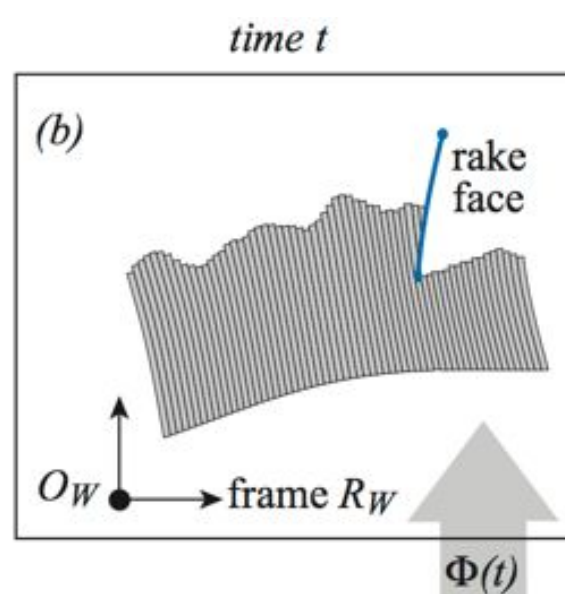 time t
(b)
rake
face
O_W
frame R_W
Φ(t)